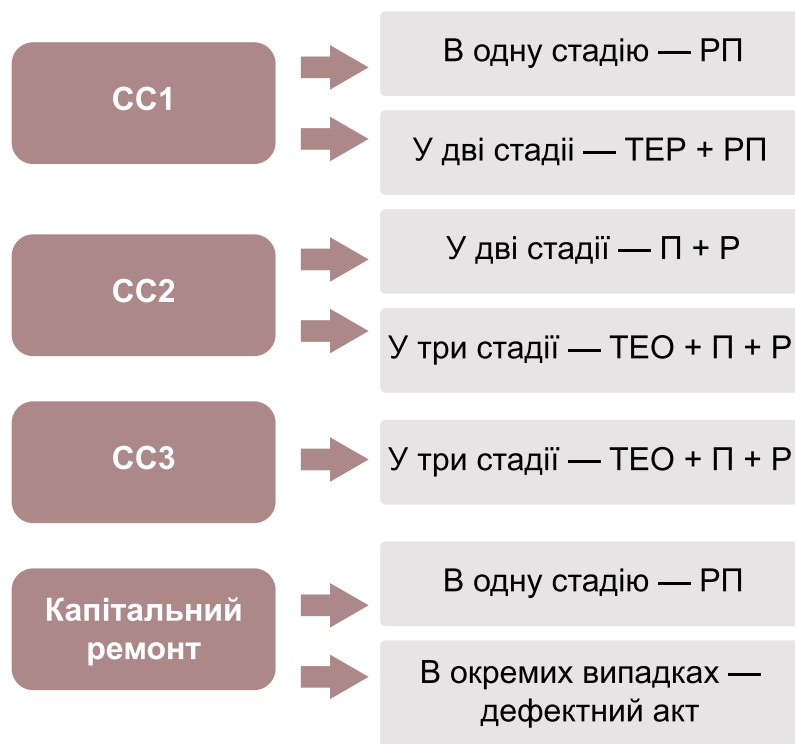 СС1
В одну стадію — РП
У дві стадіі — ТЕР + РП
СС2
У дві стадії — П + Р
У три стадії — ТЕО + П + Р
СС3
У три стадії — ТЕО + П + Р
Капітальний
ремонт
В одну стадію — РП
В окремих випадках —
дефектний акт